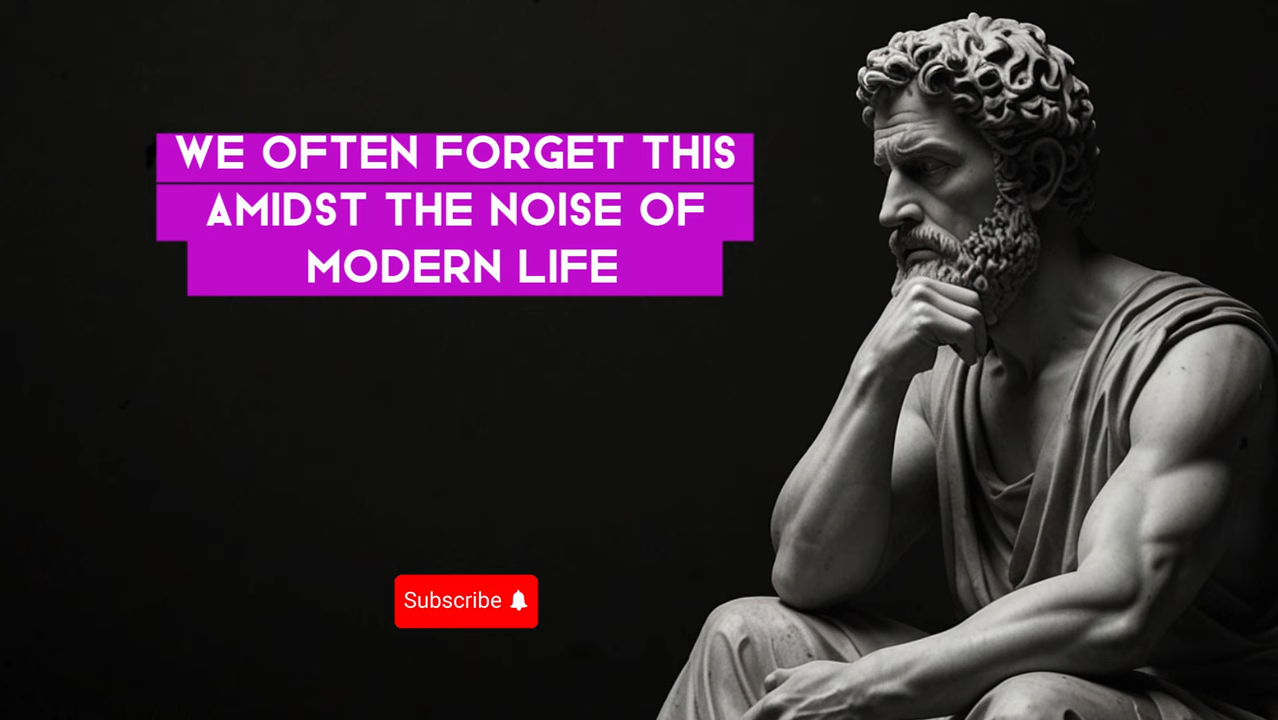 WE OFTEN FORGET THIS
AMIDST THE NOISE OF
MODERN LIFE
Subscribe